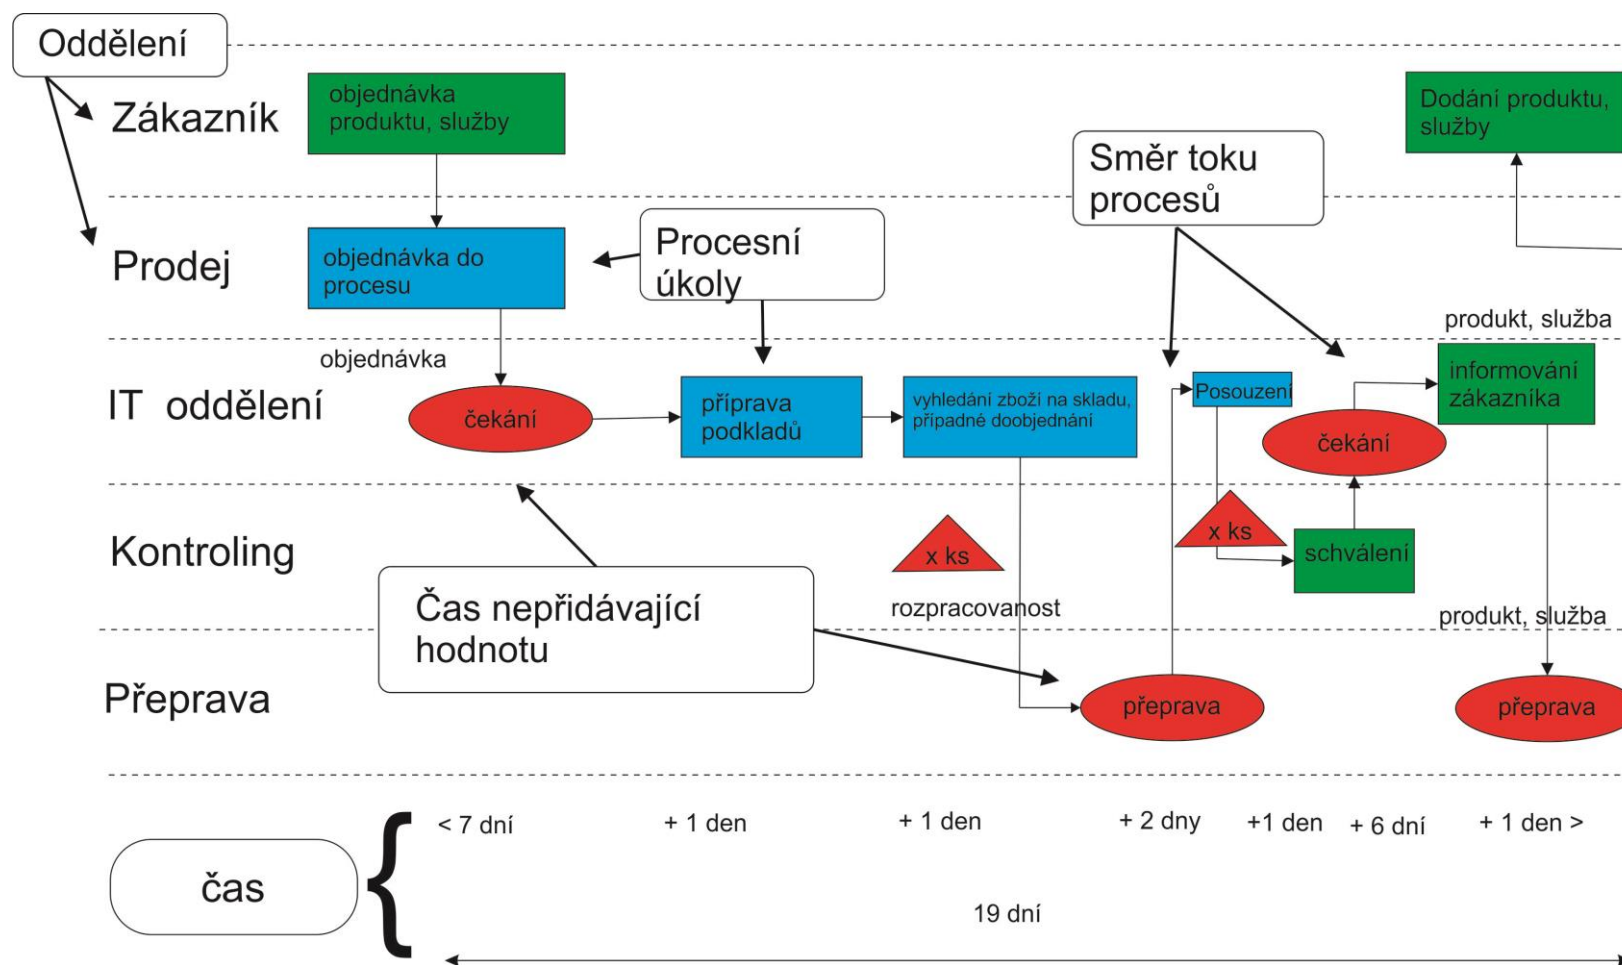 Oddělení
Zákazník
objednávka
produktu, služby
Dodání produktu,
služby
Směr toku
procesů
Prodej
objednávka do
procesu
Procesní
úkoly
produkt, služba
objednávka
IT oddělení
čekání
příprava
podkladů
vyhledání zboží na skladu,
případné doobjednání
Posouzení
čekání
informování
zákazníka
Kontroling
x ks
x ks
schválení
Čas nepřidávající
hodnotu
rozpracovanost
produkt, služba
Přeprava
přeprava
přeprava
< 7 dní
+ 1 den
+ 1 den
+ 2 dny
+1 den
+ 6 dní
+ 1 den >
čas
19 dní